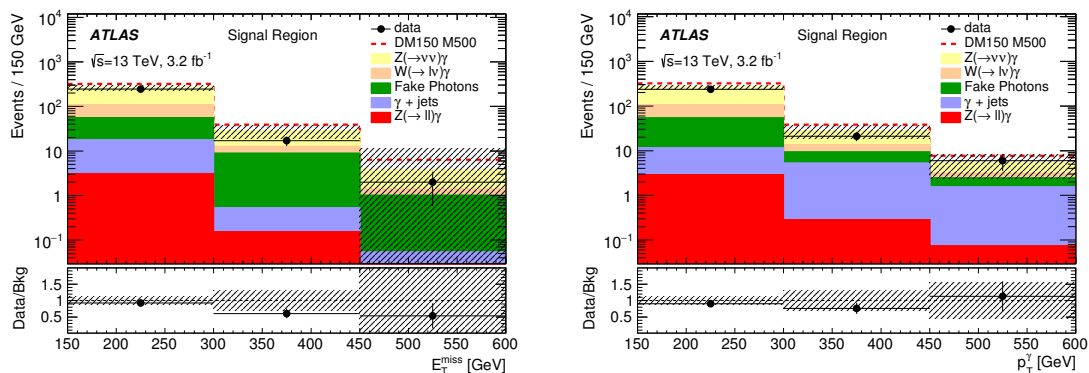 Events / 150 GeV
10⁴
10³
10²
10
1
10⁻¹
ATLAS
Signal Region
√s=13 TeV, 3.2 fb⁻¹
data
DM150 M500
Z(→νν)γ
W(→ lν)γ
Fake Photons
γ + jets
Z(→ ll)γ
Data/Bkg
1.5
1
0.5
150 200 250 300 350 400 450 500 550 600
E_T^miss [GeV]
Events / 150 GeV
10⁴
10³
10²
10
1
10⁻¹
ATLAS
Signal Region
√s=13 TeV, 3.2 fb⁻¹
data
DM150 M500
Z(→νν)γ
W(→ lν)γ
Fake Photons
γ + jets
Z(→ ll)γ
Data/Bkg
1.5
1
0.5
150 200 250 300 350 400 450 500 550 600
p_T^γ [GeV]